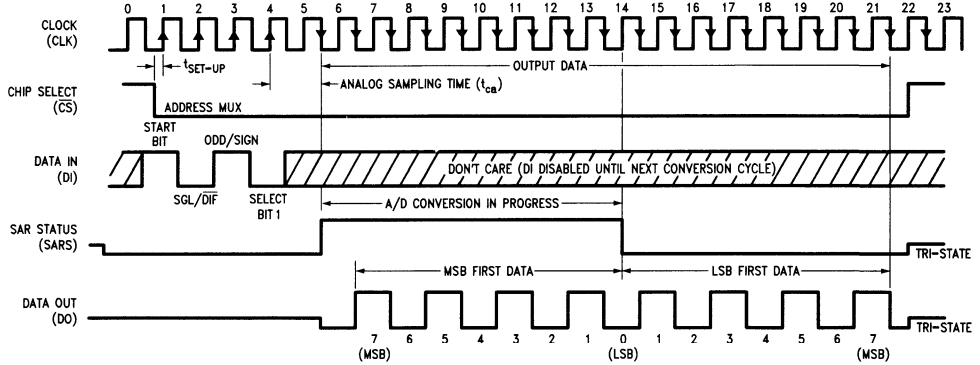 0 1 2 3 4 5 6 7 8 9 10 11 12 13 14 15 16 17 18 19 20 21 22 23
CLOCK
(CLK)
tSET-UP
OUTPUT DATA
ANALOG SAMPLING TIME (tca)
CHIP SELECT
(C̅S̅)
ADDRESS MUX
START
BIT
ODD/SIGN
DATA IN
(DI)
DON'T CARE (DI DISABLED UNTIL NEXT CONVERSION CYCLE)
SGL/D̅I̅F̅
SELECT
BIT 1
A/D CONVERSION IN PROGRESS
SAR STATUS
(SARS)
TRI-STATE
MSB FIRST DATA
LSB FIRST DATA
DATA OUT
(DO)
TRI-STATE
7 6 5 4 3 2 1 0 1 2 3 4 5 6 7
(MSB) (LSB) (MSB)